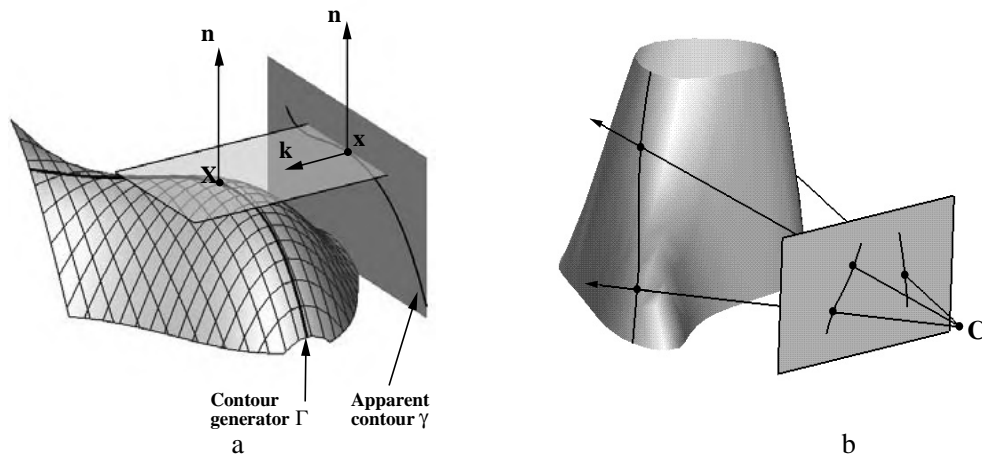 n
n
x
k
X
C
Contour
generator Γ
Apparent
contour γ
a
b